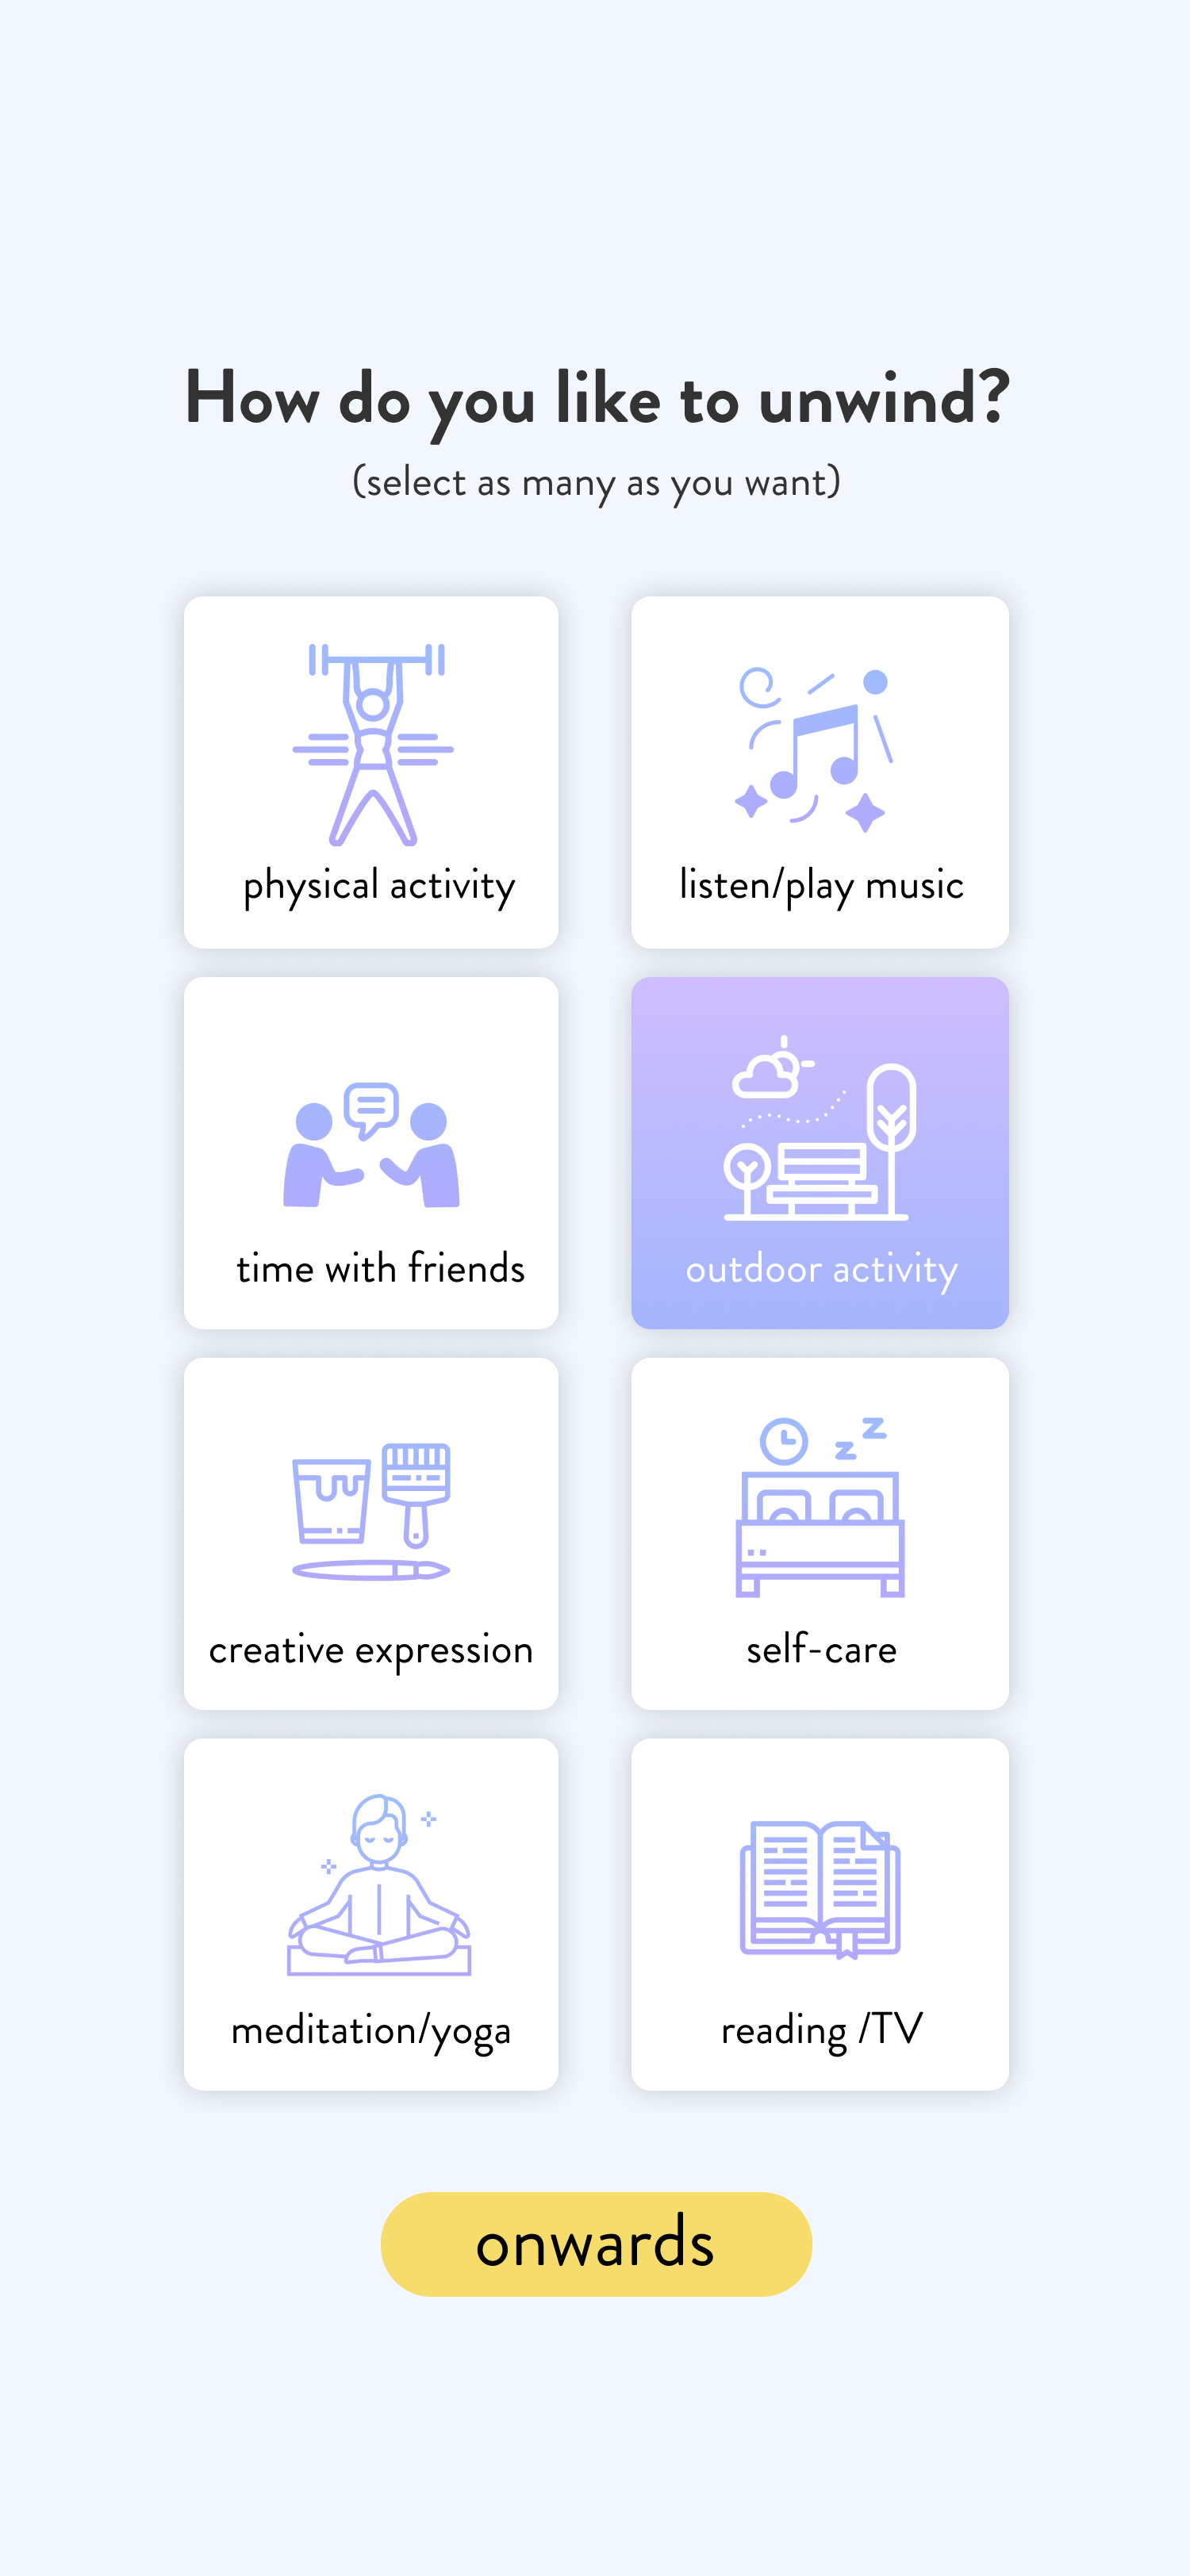 How do you like to unwind?
(select as many as you want)
physical activity
listen/play music
time with friends
outdoor activity
creative expression
self-care
meditation/yoga
reading /TV
onwards